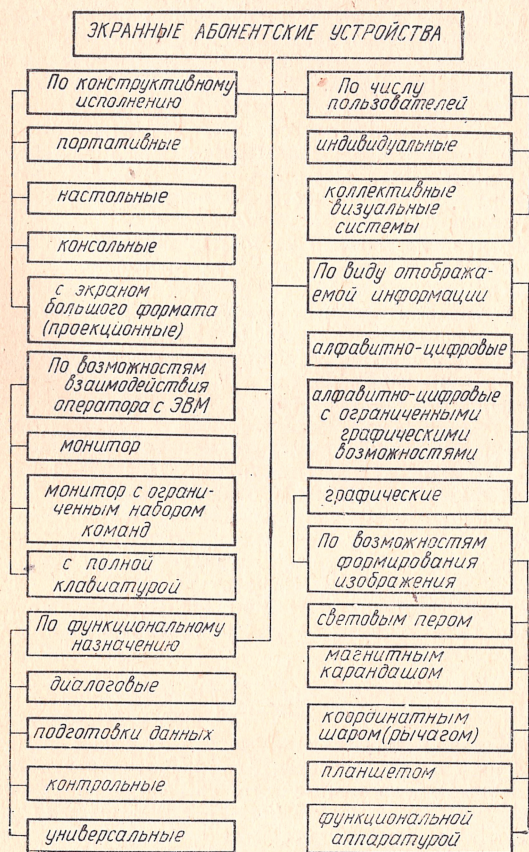 ЭКРАННЫЕ АБОНЕНТСКИЕ УСТРОЙСТВА
По конструктивному
исполнению
портативные
настольные
консольные
с экраном
большого формата
(проекционные)
По возможностям
взаимодействия
оператора с ЭВМ
монитор
монитор с ограни-
ченным набором
команд
с полной
клавиатурой
По функциональному
назначению
диалоговые
подготовки данных
контрольные
универсальные
По числу
пользователей
индивидуальные
коллективные
визуальные
системы
По виду отобража-
емой информации
алфавитно-цифровые
алфавитно-цифровые
с ограниченными
графическими
возможностями
графические
По возможностям
формирования
изображения
световым пером
магнитным
карандашом
координатным
шаром(рычагом)
планшетом
функциональной
аппаратурой